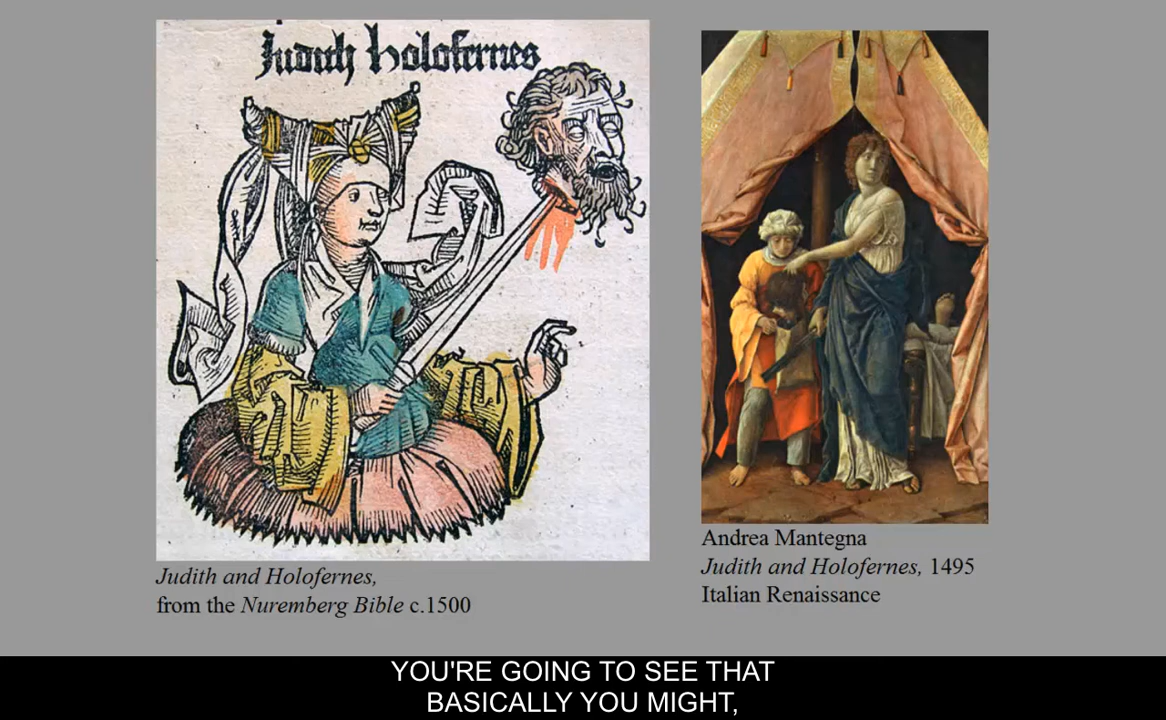 Judith holofernes
Judith and Holofernes,
from the Nuremberg Bible c.1500
Andrea Mantegna
Judith and Holofernes, 1495
Italian Renaissance
YOU'RE GOING TO SEE THAT
BASICALLY YOU MIGHT,